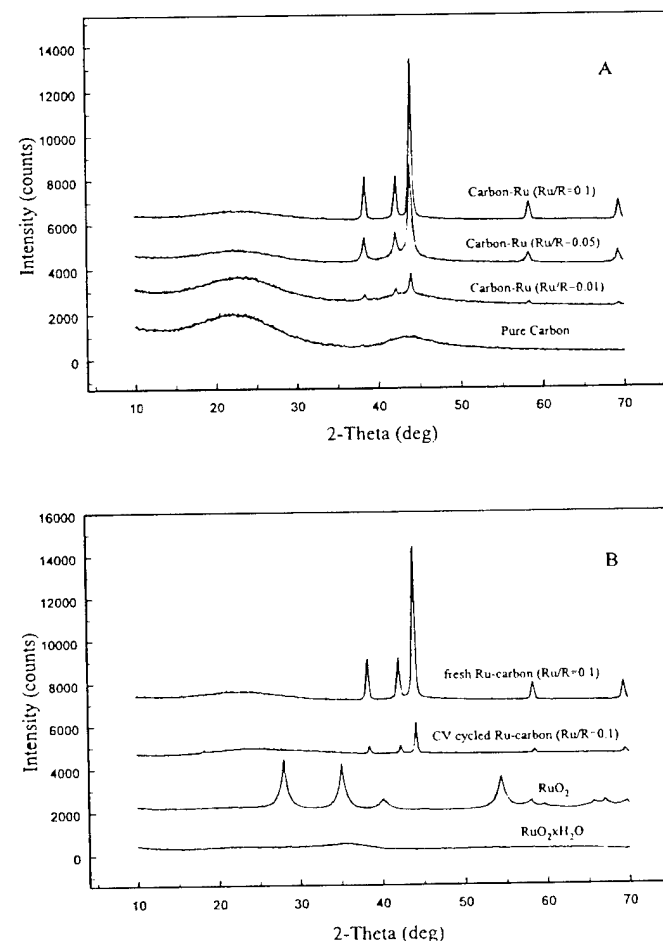 A
14000
12000
10000
8000
6000
4000
2000
0
Intensity (counts)
Carbon-Ru (Ru/R=0.1)
Carbon-Ru (Ru/R=0.05)
Carbon-Ru (Ru/R=0.01)
Pure Carbon
10 20 30 40 50 60 70
2-Theta (deg)
B
16000
14000
12000
10000
8000
6000
4000
2000
0
Intensity (counts)
fresh Ru-carbon (Ru/R=0.1)
CV cycled Ru-carbon (Ru/R=0.1)
RuO₂
RuO₂xH₂O
10 20 30 40 50 60 70
2-Theta (deg)